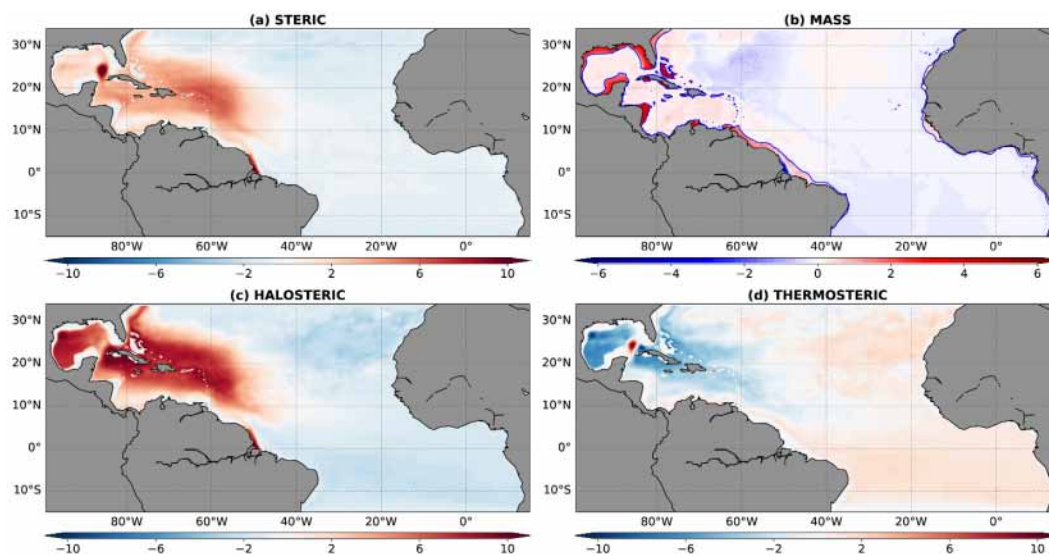 (a) STERIC
30°N
20°N
10°N
0°
10°S
80°W 60°W 40°W 20°W 0°
−10 −6 −2 2 6 10
(b) MASS
30°N
20°N
10°N
0°
10°S
80°W 60°W 40°W 20°W 0°
−6 −4 −2 0 2 4 6
(c) HALOSTERIC
30°N
20°N
10°N
0°
10°S
80°W 60°W 40°W 20°W 0°
−10 −6 −2 2 6 10
(d) THERMOSTERIC
30°N
20°N
10°N
0°
10°S
80°W 60°W 40°W 20°W 0°
−10 −6 −2 2 6 10